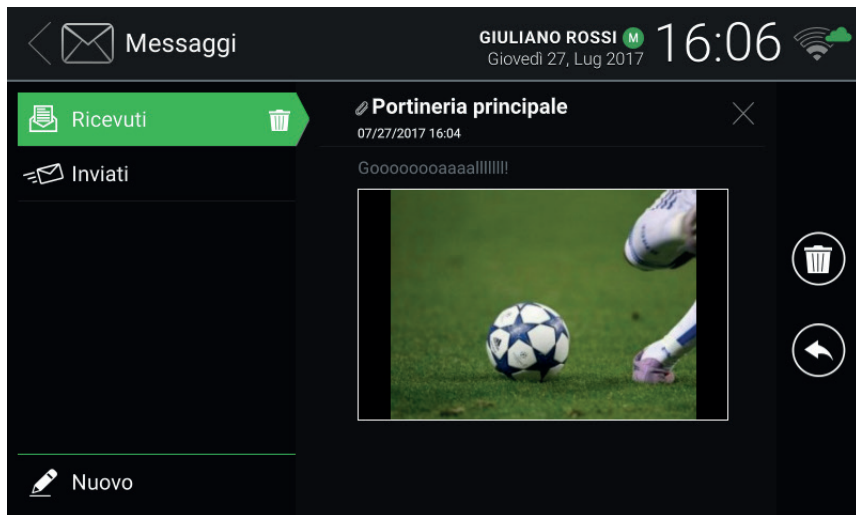 Messaggi
GIULIANO ROSSI M
Giovedì 27, Lug 2017
16:06
Ricevuti
Inviati
Nuovo
Portineria principale
07/27/2017 16:04
Goooooooaaaallllllll!